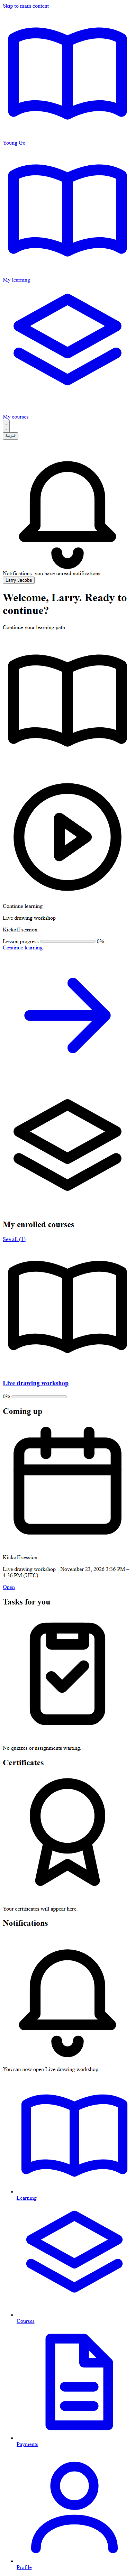 Skip to main content
Young Go
My learning
My courses
العربية
Notifications: you have unread notifications
Larry Jacobs
Welcome, Larry. Ready to
continue?
Continue your learning path
Continue learning
Live drawing workshop
Kickoff session
Lesson progress 0%
Continue learning
My enrolled courses
See all (1)
Live drawing workshop
0%
Coming up
Kickoff session
Live drawing workshop · November 23, 2026 3:36 PM –
4:36 PM (UTC)
Open
Tasks for you
No quizzes or assignments waiting.
Certificates
Your certificates will appear here.
Notifications
You can now open Live drawing workshop
Learning
Courses
Payments
Profile